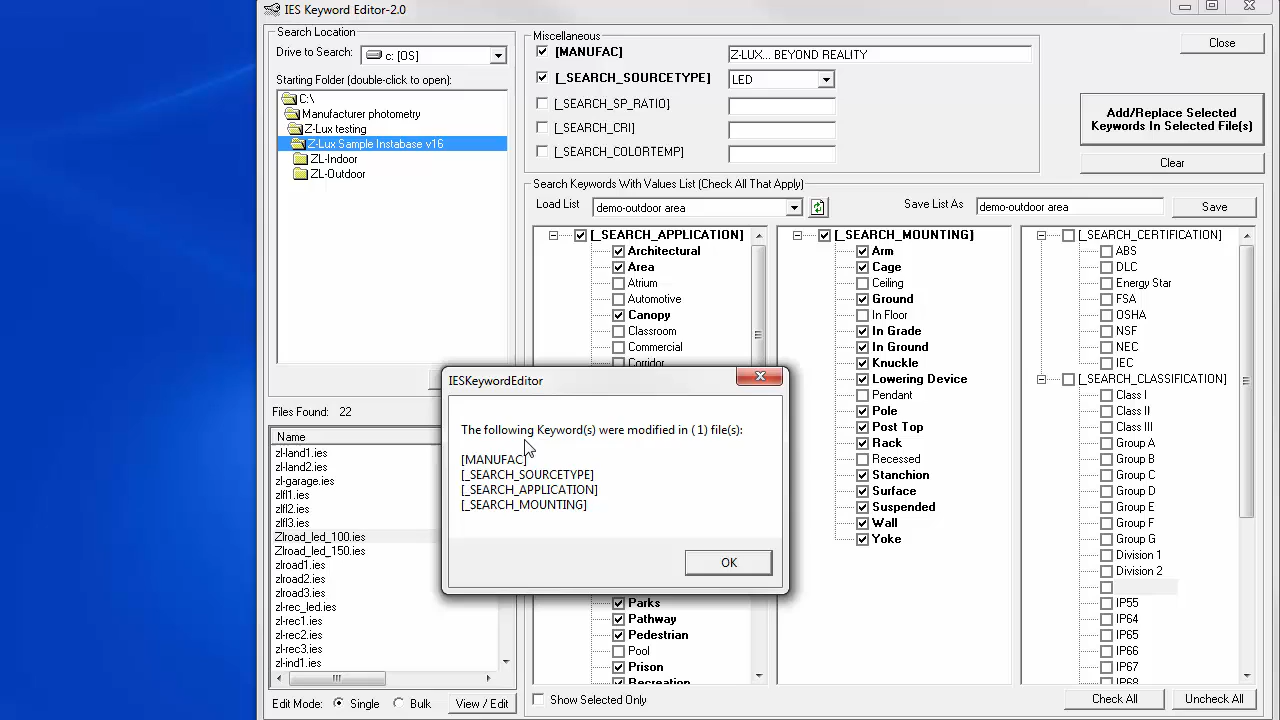 IES Keyword Editor-2.0
Search Location
Drive to Search:
c: [OS]
Starting Folder (double-click to open):
C:\
Manufacturer photometry
Z-Lux testing
Z-Lux Sample Instabase v16
ZL-Indoor
ZL-Outdoor
Files Found: 22
Name
zl-land1.ies
zl-land2.ies
zl-garage.ies
zlfl1.ies
zlfl2.ies
zlfl3.ies
Zlroad_led_100.ies
Zlroad_led_150.ies
zlroad1.ies
zlroad2.ies
zlroad3.ies
zl-rec_led.ies
zl-rec1.ies
zl-rec2.ies
zl-rec3.ies
zl-ind1.ies
Edit Mode:
Single
Bulk
View / Edit
Miscellaneous
[MANUFAC]
Z-LUX... BEYOND REALITY
[_SEARCH_SOURCETYPE]
LED
[_SEARCH_SP_RATIO]
[_SEARCH_CRI]
[_SEARCH_COLORTEMP]
Close
Add/Replace Selected
Keywords In Selected File(s)
Clear
Search Keywords With Values List (Check All That Apply)
Load List
demo-outdoor area
Save List As
demo-outdoor area
Save
[_SEARCH_APPLICATION]
Architectural
Area
Atrium
Automotive
Canopy
Classroom
Commercial
Corridor
Parks
Pathway
Pedestrian
Pool
Prison
Recreation
[_SEARCH_MOUNTING]
Arm
Cage
Ceiling
Ground
In Floor
In Grade
In Ground
Knuckle
Lowering Device
Pendant
Pole
Post Top
Rack
Recessed
Stanchion
Surface
Suspended
Wall
Yoke
[_SEARCH_CERTIFICATION]
ABS
DLC
Energy Star
FSA
OSHA
NSF
NEC
IEC
[_SEARCH_CLASSIFICATION]
Class I
Class II
Class III
Group A
Group B
Group C
Group D
Group E
Group F
Group G
Division 1
Division 2
IP55
IP64
IP65
IP66
IP67
IP68
Show Selected Only
Check All
Uncheck All
IESKeywordEditor
The following Keyword(s) were modified in (1) file(s):
[MANUFAC]
[_SEARCH_SOURCETYPE]
[_SEARCH_APPLICATION]
[_SEARCH_MOUNTING]
OK